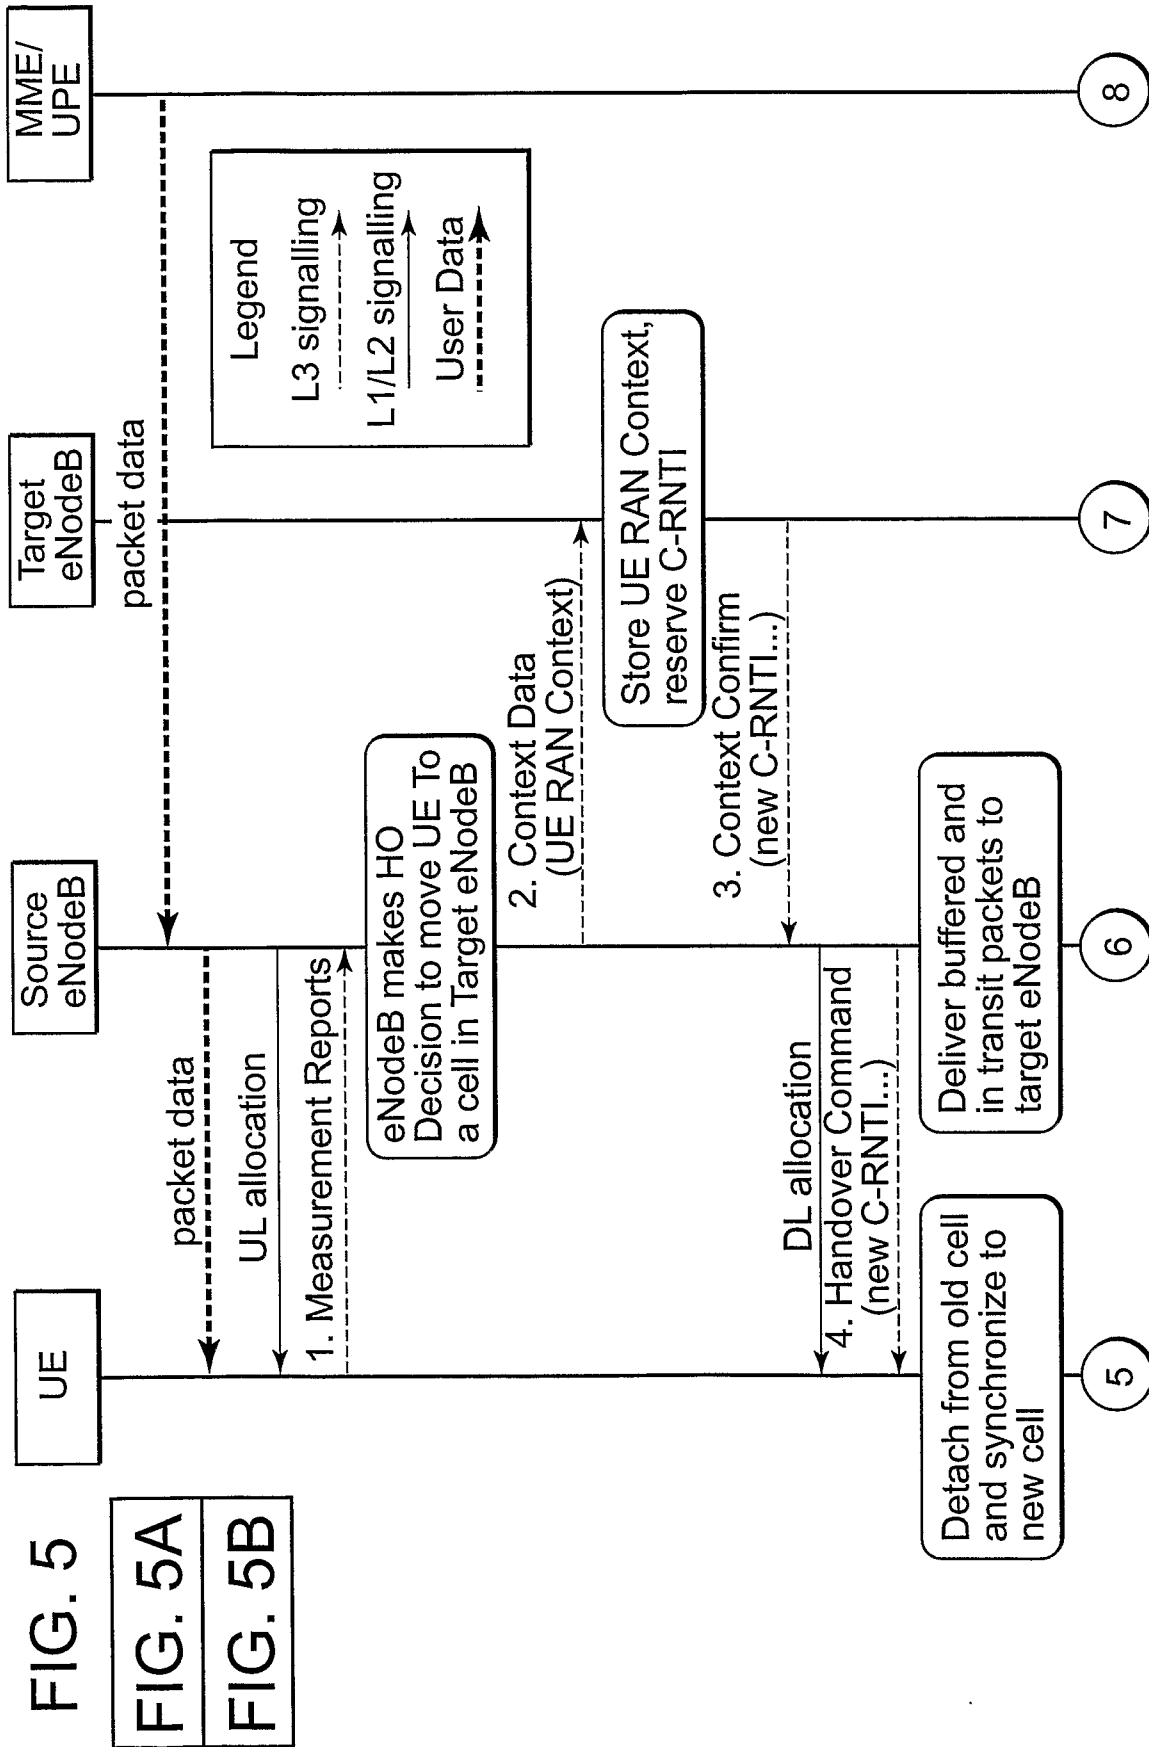 FIG. 5
FIG. 5A
FIG. 5B
UE
Source
eNodeB
Target
eNodeB
MME/
UPE
packet data
packet data
UL allocation
1. Measurement Reports
Legend
L3 signalling
L1/L2 signalling
User Data
eNodeB makes HO
Decision to move UE To
a cell in Target eNodeB
2. Context Data
(UE RAN Context)
Store UE RAN Context,
reserve C-RNTI
3. Context Confirm
(new C-RNTI...)
DL allocation
4. Handover Command
(new C-RNTI...)
Detach from old cell
and synchronize to
new cell
Deliver buffered and
in transit packets to
target eNodeB
5
6
7
8